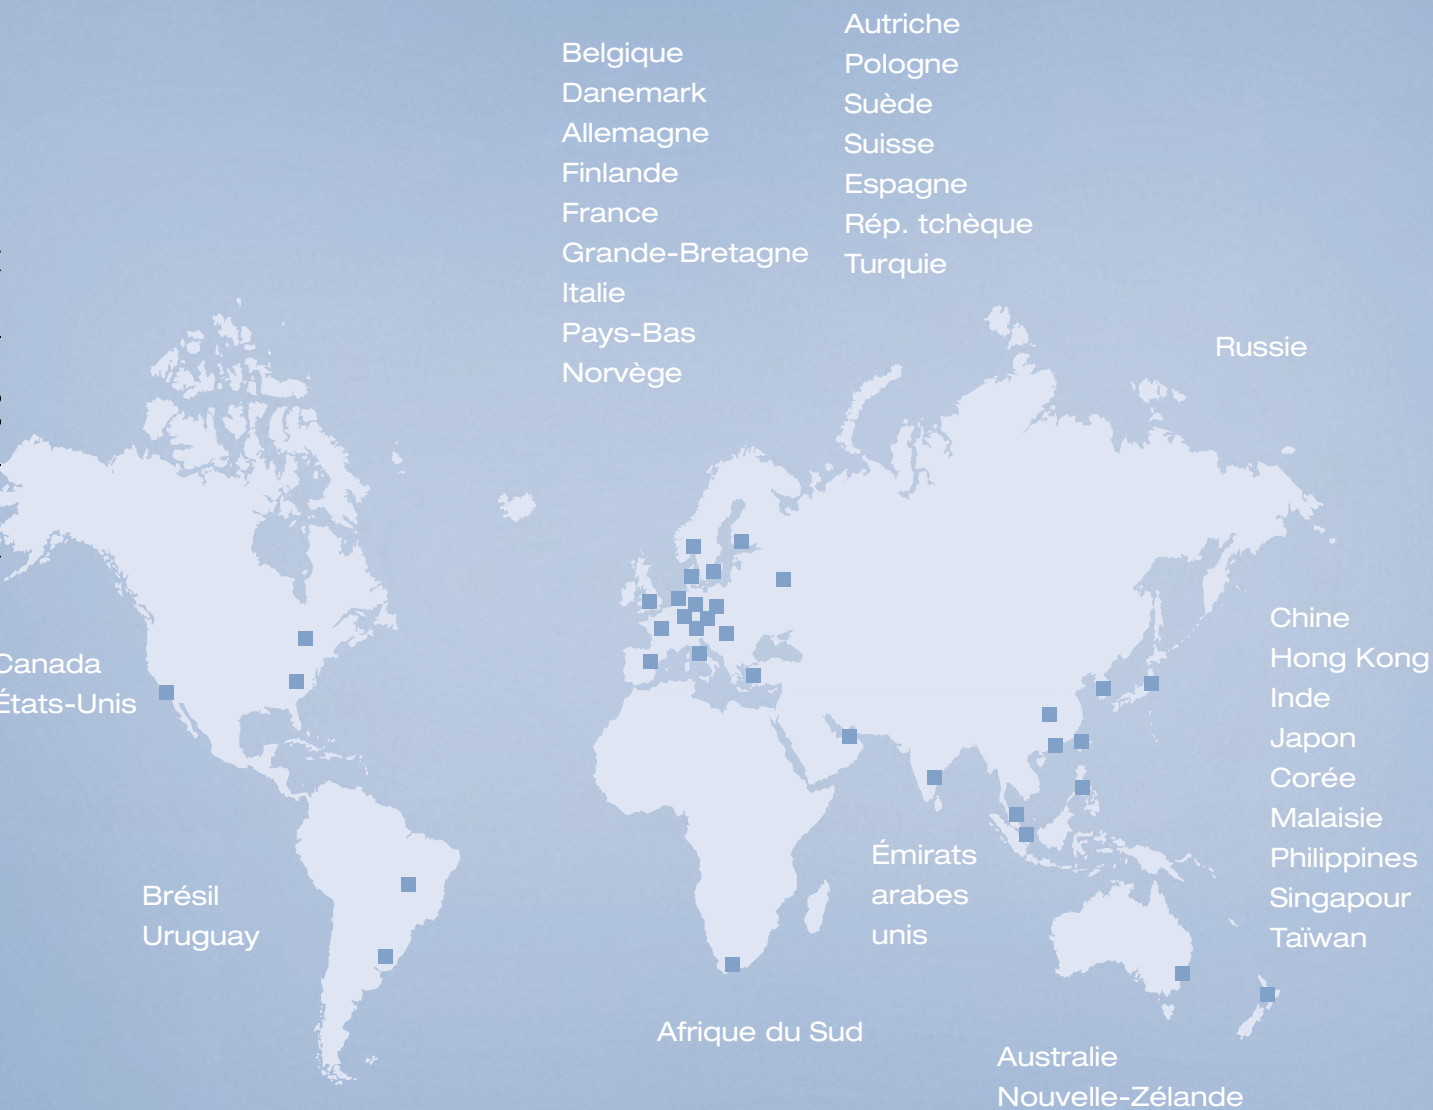 Belgique
Danemark
Allemagne
Finlande
France
Grande-Bretagne
Italie
Pays-Bas
Norvège
Autriche
Pologne
Suède
Suisse
Espagne
Rép. tchèque
Turquie
Russie
Canada
États-Unis
Chine
Hong Kong
Inde
Japon
Corée
Malaisie
Philippines
Singapour
Taïwan
Brésil
Uruguay
Émirats
arabes
unis
Afrique du Sud
Australie
Nouvelle-Zélande